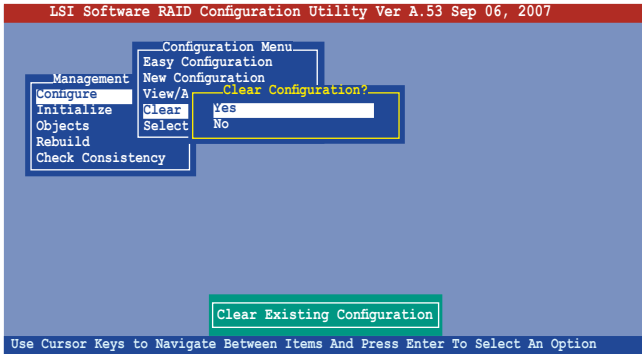 LSI Software RAID Configuration Utility Ver A.53 Sep 06, 2007
Configuration Menu
Easy Configuration
New Configuration
View/A
Clear
Select
Management
Configure
Initialize
Objects
Rebuild
Check Consistency
Clear Configuration?
Yes
No
Clear Existing Configuration
Use Cursor Keys to Navigate Between Items And Press Enter To Select An Option